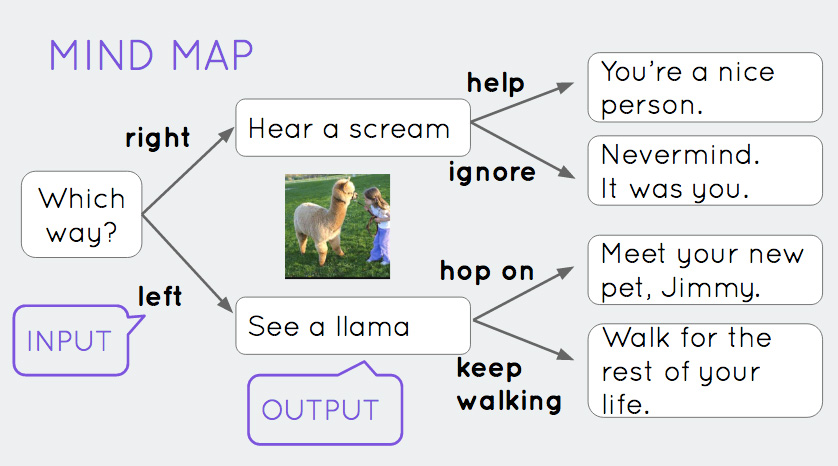 MIND MAP
help
You're a nice
person.
right
Hear a scream
ignore
Nevermind.
It was you.
Which
way?
hop on
Meet your new
pet, Jimmy.
left
INPUT
See a llama
keep
walking
Walk for the
rest of your
life.
OUTPUT